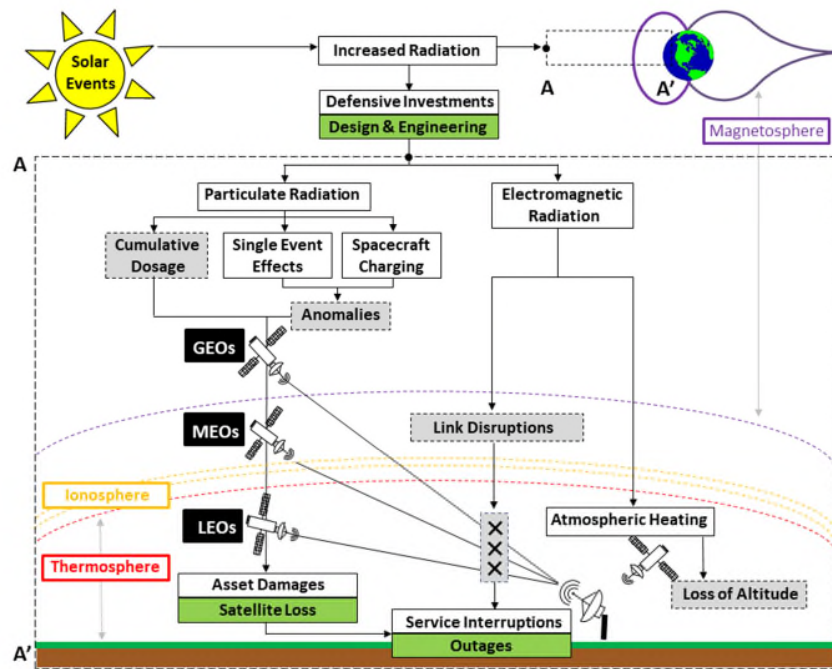 Solar
Events
Increased Radiation
A
A'
Defensive Investments
Design & Engineering
Magnetosphere
A
Particulate Radiation
Electromagnetic
Radiation
Cumulative
Dosage
Single Event
Effects
Spacecraft
Charging
Anomalies
GEOs
MEOs
Link Disruptions
Ionosphere
LEOs
Atmospheric Heating
Thermosphere
Asset Damages
Satellite Loss
Loss of Altitude
Service Interruptions
Outages
A'